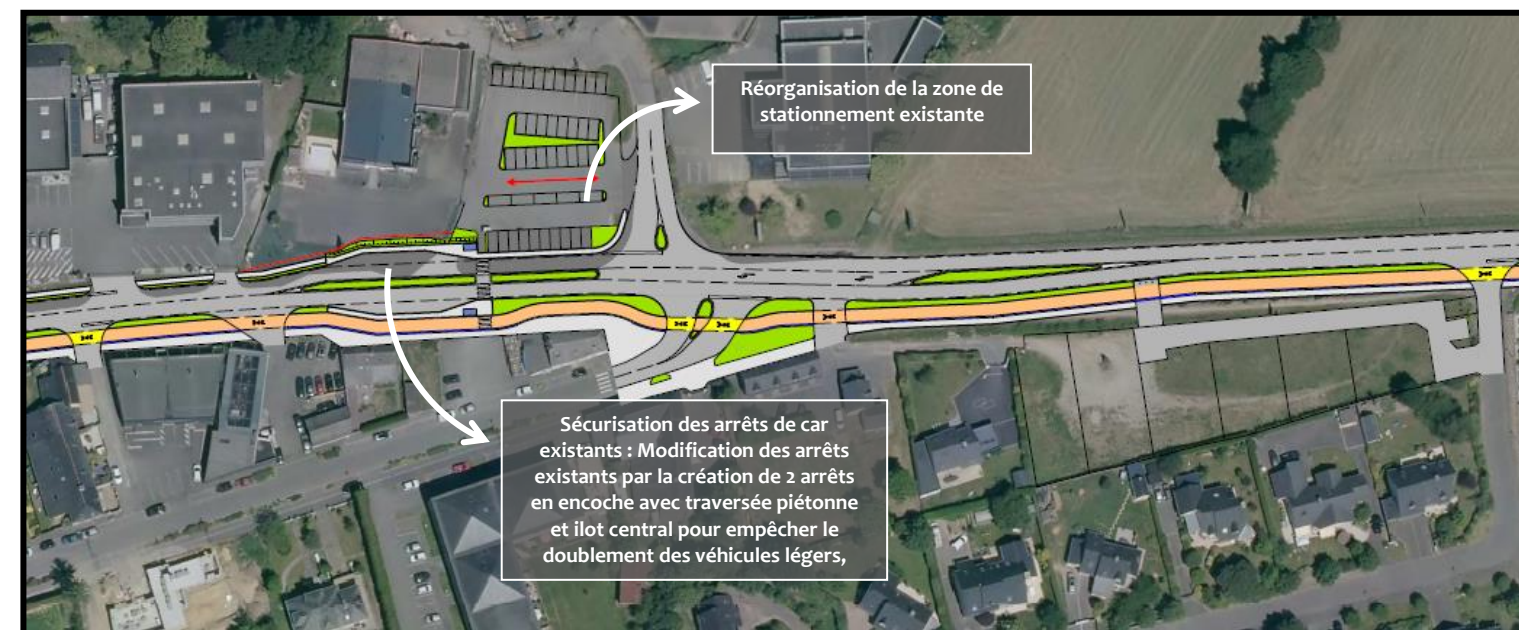 Réorganisation de la zone de
stationnement existante
Sécurisation des arrêts de car
existants : Modification des arrêts
existants par la création de 2 arrêts
en encoche avec traversée piétonne
et ilot central pour empêcher le
doublement des véhicules légers,